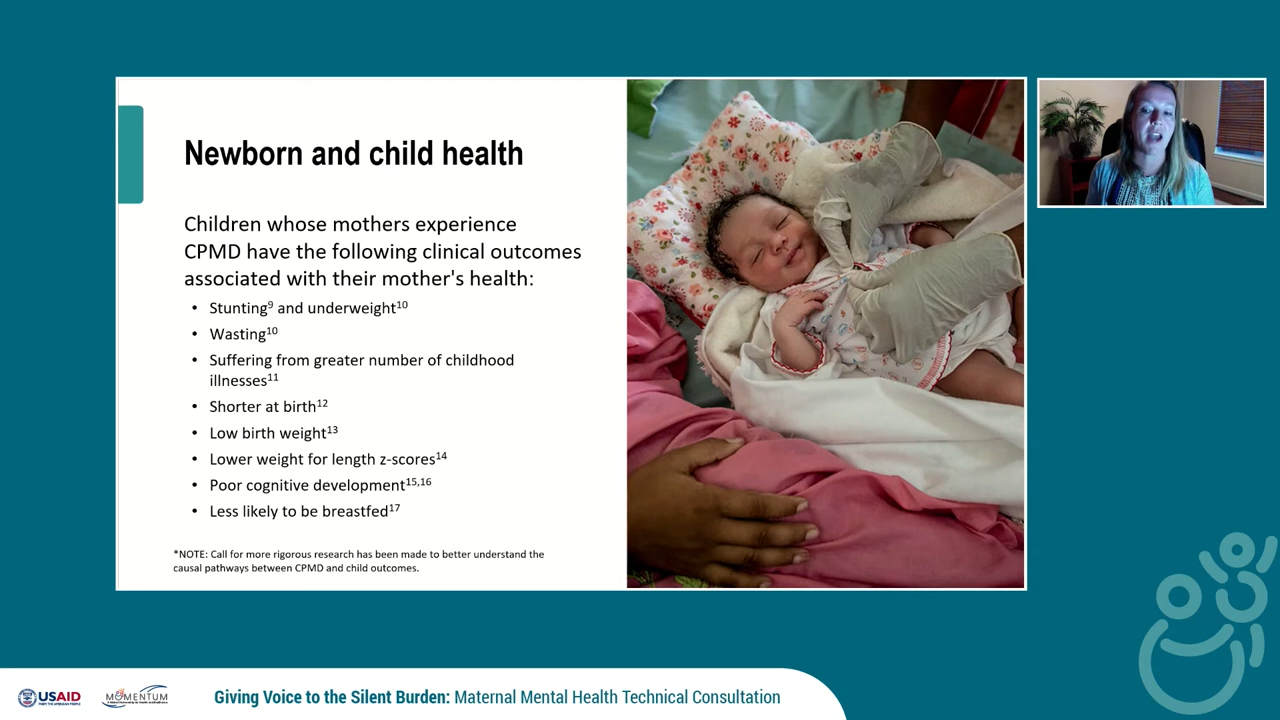 Newborn and child health
Children whose mothers experience
CPMD have the following clinical outcomes
associated with their mother's health:
• Stunting⁹ and underweight¹⁰
• Wasting¹⁰
• Suffering from greater number of childhood
illnesses¹¹
• Shorter at birth¹²
• Low birth weight¹³
• Lower weight for length z-scores¹⁴
• Poor cognitive development¹⁵,¹⁶
• Less likely to be breastfed¹⁷
*NOTE: Call for more rigorous research has been made to better understand the
causal pathways between CPMD and child outcomes.
USAID
FROM THE AMERICAN PEOPLE
MOMENTUM
Giving Voice to the Silent Burden: Maternal Mental Health Technical Consultation